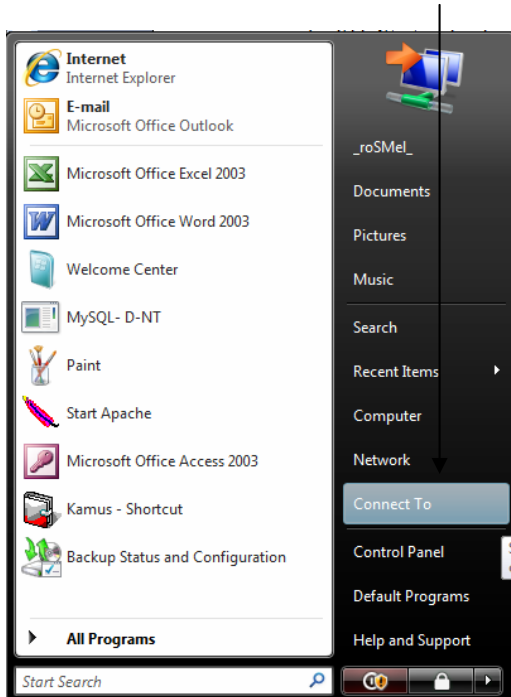 Internet
Internet Explorer
E-mail
Microsoft Office Outlook
Microsoft Office Excel 2003
Microsoft Office Word 2003
Welcome Center
MySQL- D-NT
Paint
Start Apache
Microsoft Office Access 2003
Kamus - Shortcut
Backup Status and Configuration
All Programs
Start Search
_roSMel_
Documents
Pictures
Music
Search
Recent Items
Computer
Network
Connect To
Control Panel
Default Programs
Help and Support